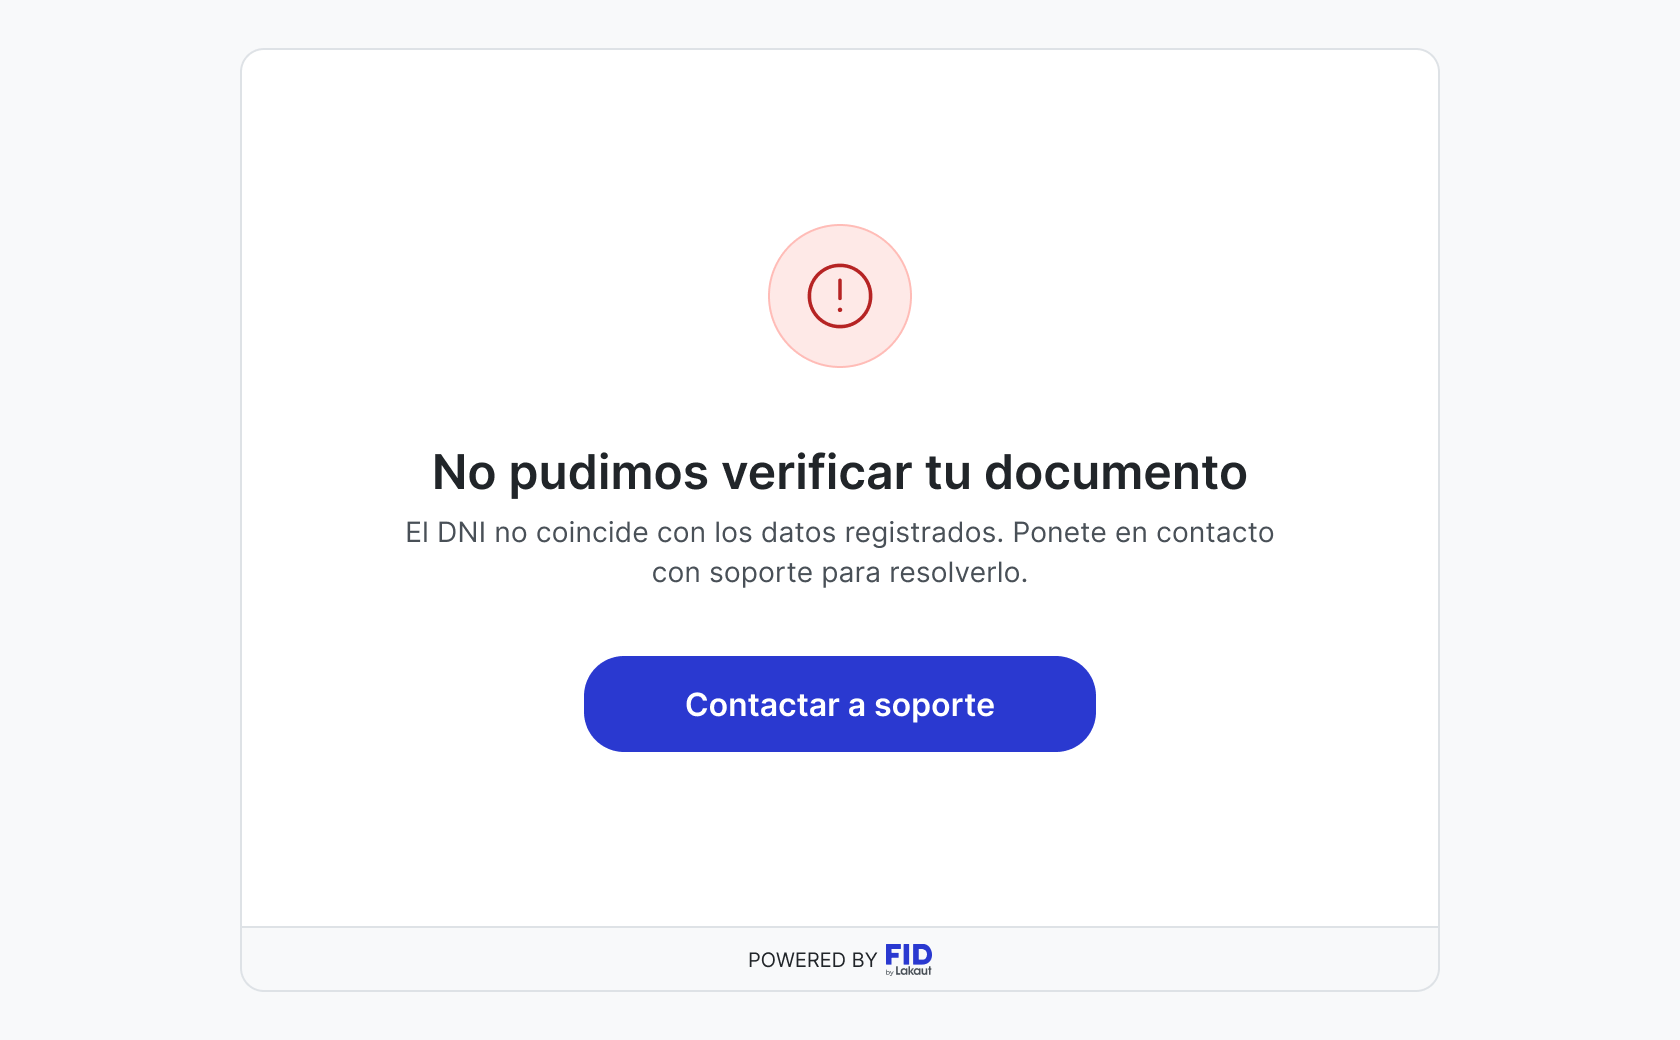 No pudimos verificar tu documento
El DNI no coincide con los datos registrados. Ponete en contacto
con soporte para resolverlo.
Contactar a soporte
POWERED BY FID
by Lakaut